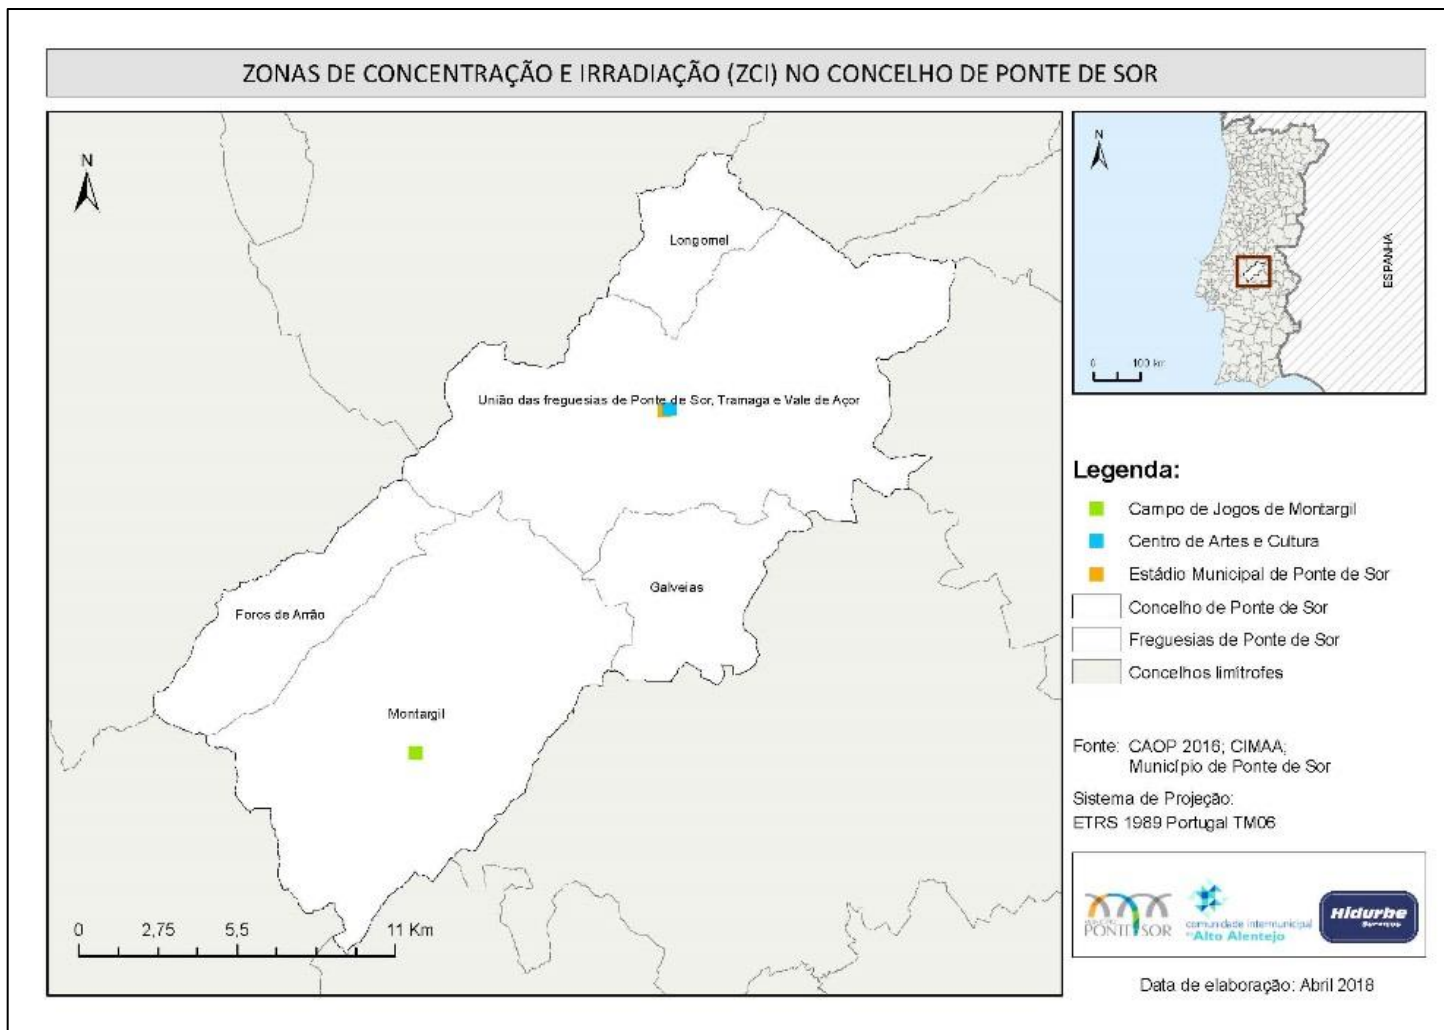 ZONAS DE CONCENTRAÇÃO E IRRADIAÇÃO (ZCI) NO CONCELHO DE PONTE DE SOR
N
Longomel
União das freguesias de Ponte de Sor, Tramaga e Vale de Açor
Galveias
Foros de Arrão
Montargil
0 2,75 5,5 11 Km
N
ESPANHA
0 100 km
Legenda:
Campo de Jogos de Montargil
Centro de Artes e Cultura
Estádio Municipal de Ponte de Sor
Concelho de Ponte de Sor
Freguesias de Ponte de Sor
Concelhos limítrofes
Fonte: CAOP 2016; CIMAA;
Município de Ponte de Sor
Sistema de Projeção:
ETRS 1989 Portugal TM06
PONTE SOR
comunidade intermunicipal
Alto Alentejo
Hidurbe
Serviços
Data de elaboração: Abril 2018